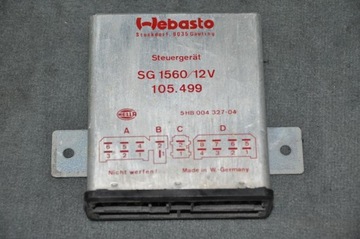 Webasto
Stockdorf, 8035 Gauting
Steuergerät
SG 1560/12V
105.499
HELLA
5HB 004 327-04
A B C D
Nicht werfen!
Made in W.-Germany